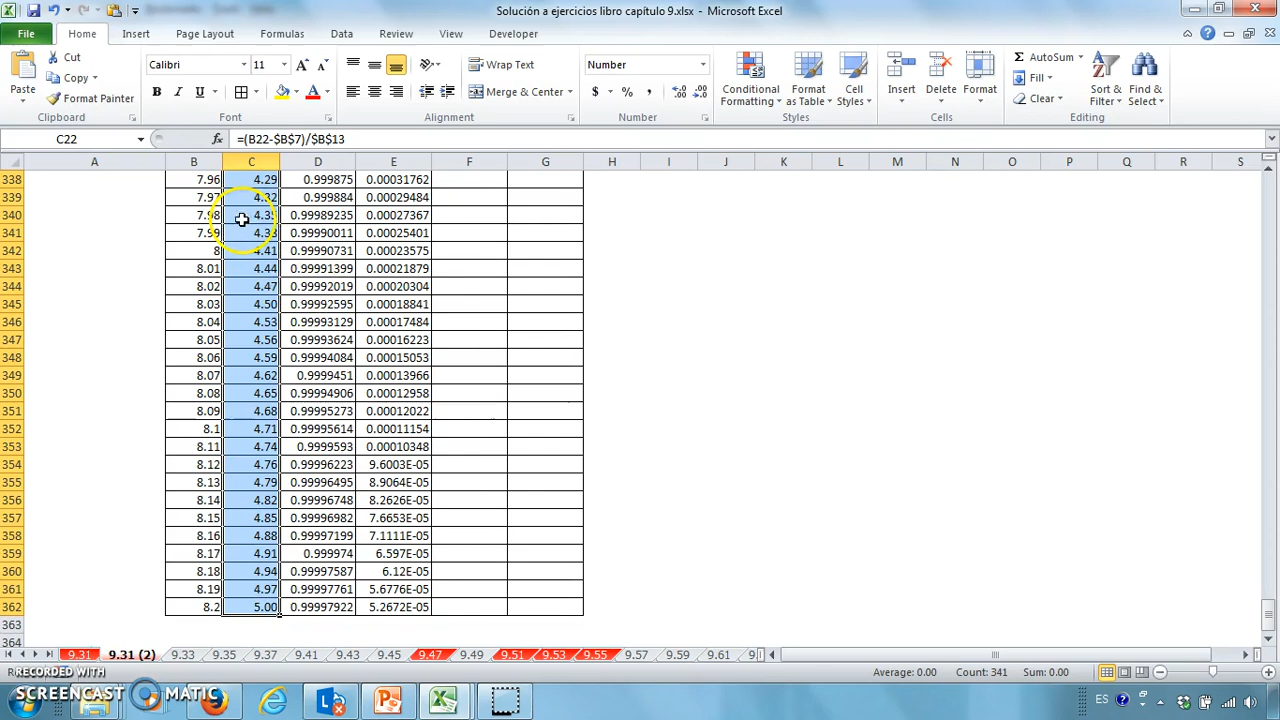 Solución a ejercicios libro capítulo 9.xlsx - Microsoft Excel
File Home Insert Page Layout Formulas Data Review View Developer
Paste
Cut
Copy
Format Painter
Clipboard
Calibri 11
B I U
Font
Wrap Text
Merge & Center
Alignment
Number
$ % ,
Number
Conditional Formatting
Format as Table
Cell Styles
Styles
Insert Delete Format
Cells
AutoSum
Fill
Clear
Sort & Filter
Find & Select
Editing
C22 fx =(B22-$B$7)/$B$13
A B C D E F G H I J K L M N O P Q R S
338 7.96 4.29 0.999875 0.00031762
339 7.97 4.32 0.999884 0.00029484
340 7.98 4.35 0.99989235 0.00027367
341 7.99 4.38 0.99990011 0.00025401
342 8 4.41 0.99990731 0.00023575
343 8.01 4.44 0.99991399 0.00021879
344 8.02 4.47 0.99992019 0.00020304
345 8.03 4.50 0.99992595 0.00018841
346 8.04 4.53 0.99993129 0.00017484
347 8.05 4.56 0.99993624 0.00016223
348 8.06 4.59 0.99994084 0.00015053
349 8.07 4.62 0.9999451 0.00013966
350 8.08 4.65 0.99994906 0.00012958
351 8.09 4.68 0.99995273 0.00012022
352 8.1 4.71 0.99995614 0.00011154
353 8.11 4.74 0.9999593 0.00010348
354 8.12 4.76 0.99996223 9.6003E-05
355 8.13 4.79 0.99996495 8.9064E-05
356 8.14 4.82 0.99996748 8.2626E-05
357 8.15 4.85 0.99996982 7.6653E-05
358 8.16 4.88 0.99997199 7.1111E-05
359 8.17 4.91 0.999974 6.597E-05
360 8.18 4.94 0.99997587 6.12E-05
361 8.19 4.97 0.99997761 5.6776E-05
362 8.2 5.00 0.99997922 5.2672E-05
363
364
9.31 9.31 (2) 9.33 9.35 9.37 9.41 9.43 9.45 9.47 9.49 9.51 9.53 9.55 9.57 9.59 9.61
Average: 0.00 Count: 341 Sum: 0.00
RECORDED WITH
SCREENCAST MATIC
ES